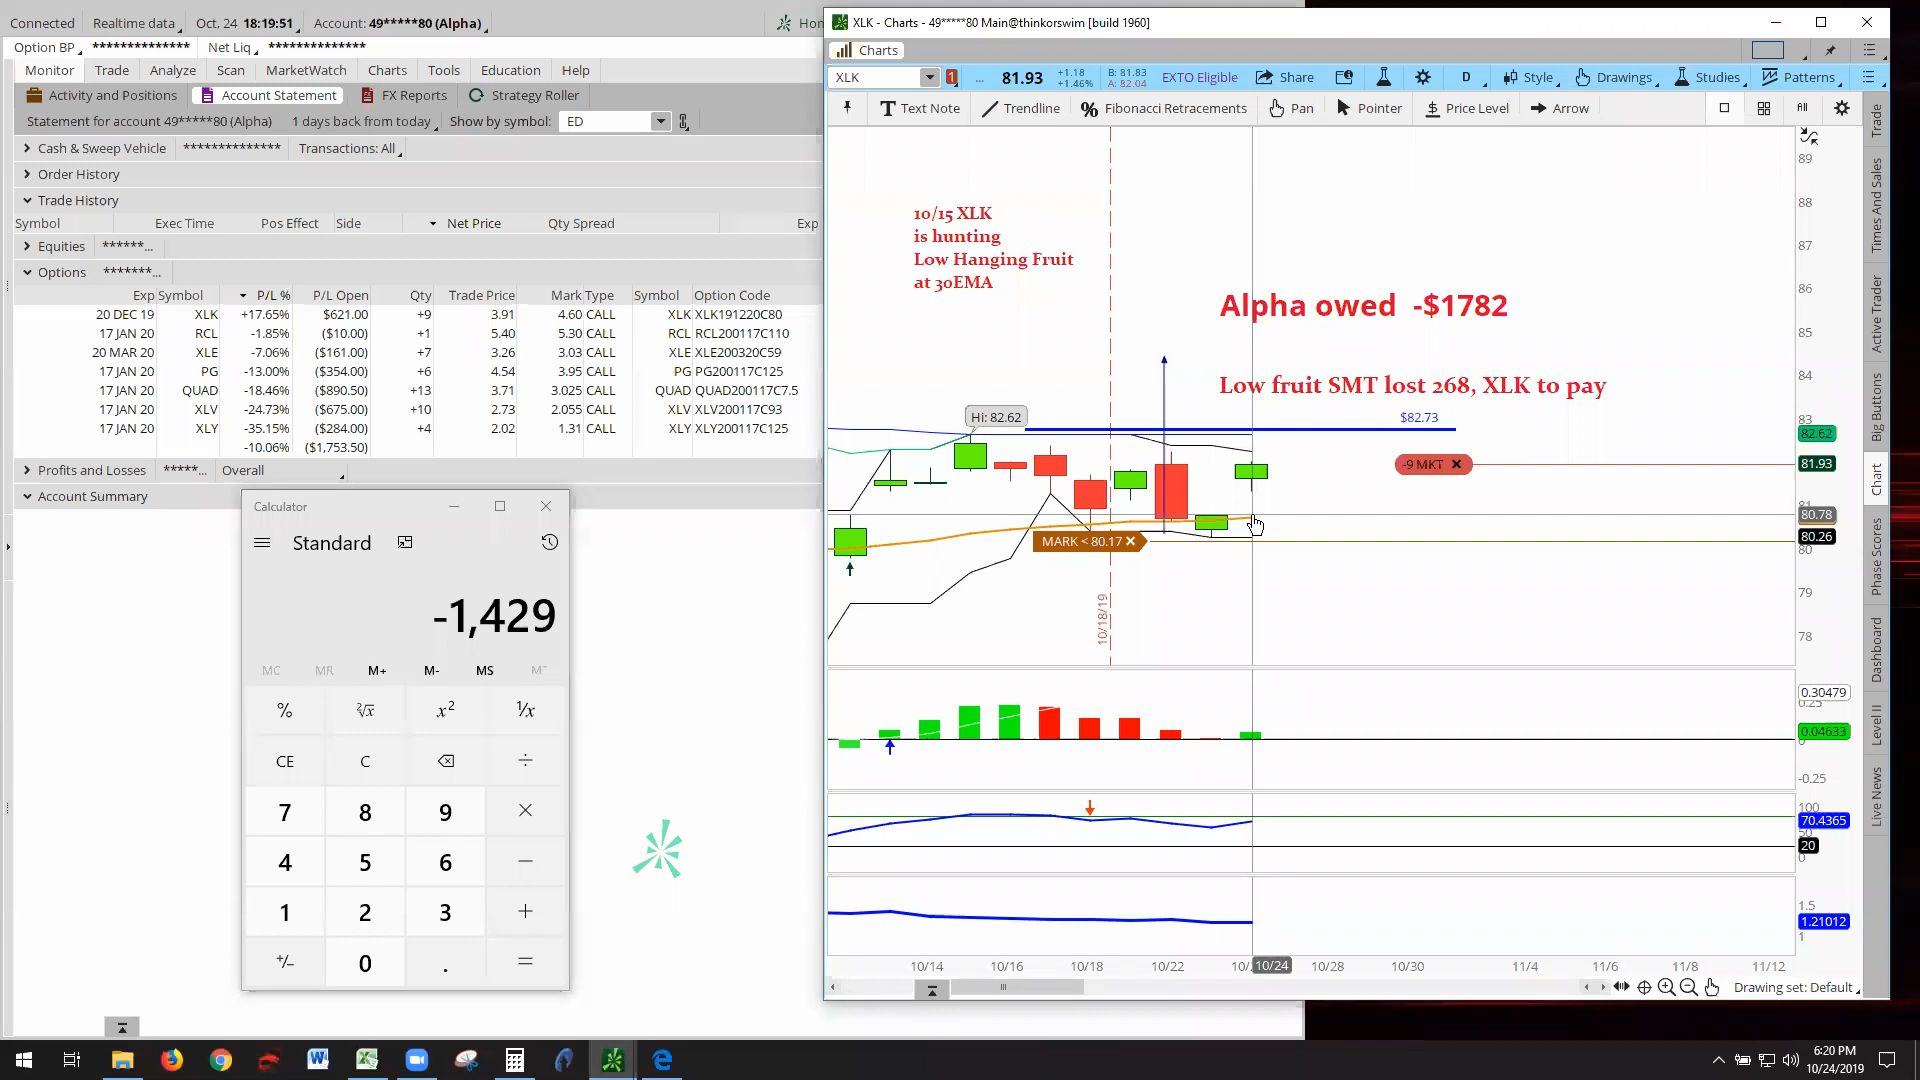 Connected Realtime data Oct, 24 18:19:51 Account: 49*****80 (Alpha)
Option BP ************** Net Liq **************
Monitor Trade Analyze Scan MarketWatch Charts Tools Education Help
Activity and Positions Account Statement FX Reports Strategy Roller
Statement for account 49*****80 (Alpha) 1 days back from today Show by symbol: ED
Cash & Sweep Vehicle ************** Transactions: All
Order History
Trade History
Symbol Exec Time Pos Effect Side Net Price Qty Spread Exp
Equities ******...
Options *******...
Exp Symbol P/L % P/L Open Qty Trade Price Mark Type Symbol Option Code
20 DEC 19 XLK +17.65% $621.00 +9 3.91 4.60 CALL XLK XLK191220C80
17 JAN 20 RCL -1.85% ($10.00) +1 5.40 5.30 CALL RCL RCL200117C110
20 MAR 20 XLE -7.06% ($161.00) +7 3.26 3.03 CALL XLE XLE200320C59
17 JAN 20 PG -13.00% ($354.00) +6 4.54 3.95 CALL PG PG200117C125
17 JAN 20 QUAD -18.46% ($890.50) +13 3.71 3.025 CALL QUAD QUAD200117C7.5
17 JAN 20 XLV -24.73% ($675.00) +10 2.73 2.055 CALL XLV XLV200117C93
17 JAN 20 XLY -35.15% ($284.00) +4 2.02 1.31 CALL XLY XLY200117C125
-10.06% ($1,753.50)
Profits and Losses *****... Overall
Account Summary
Calculator
Standard
-1,429
MC MR M+ M- MS
% ²√x x² ¹/x
CE C ÷
7 8 9 ×
4 5 6 −
1 2 3 +
+/− 0 . =
XLK - Charts - 49*****80 Main@thinkorswim [build 1960]
Charts
XLK 1 ... 81.93 +1.18 +1.46% B: 81.83 A: 82.04 EXTO Eligible Share D Style Drawings Studies Patterns
Text Note Trendline Fibonacci Retracements Pan Pointer Price Level Arrow All
10/15 XLK
is hunting
Low Hanging Fruit
at 30EMA
Alpha owed -$1782
Low fruit SMT lost 268, XLK to pay
$82.73
Hi: 82.62
-9 MKT
MARK < 80.17
10/18/19
89
88
87
86
85
84
83
82.62
81.93
81
80.78
80.26
80
79
78
0.30479
0.25
0.04633
0
-0.25
100
70.4365
50
20
0
1.5
1.21012
1
10/14 10/16 10/18 10/22 10/24 10/28 10/30 11/4 11/6 11/8 11/12
Drawing set: Default
Trade
Times And Sales
Active Trader
Big Buttons
Chart
Phase Scores
Dashboard
Level II
Live News
6:20 PM
10/24/2019